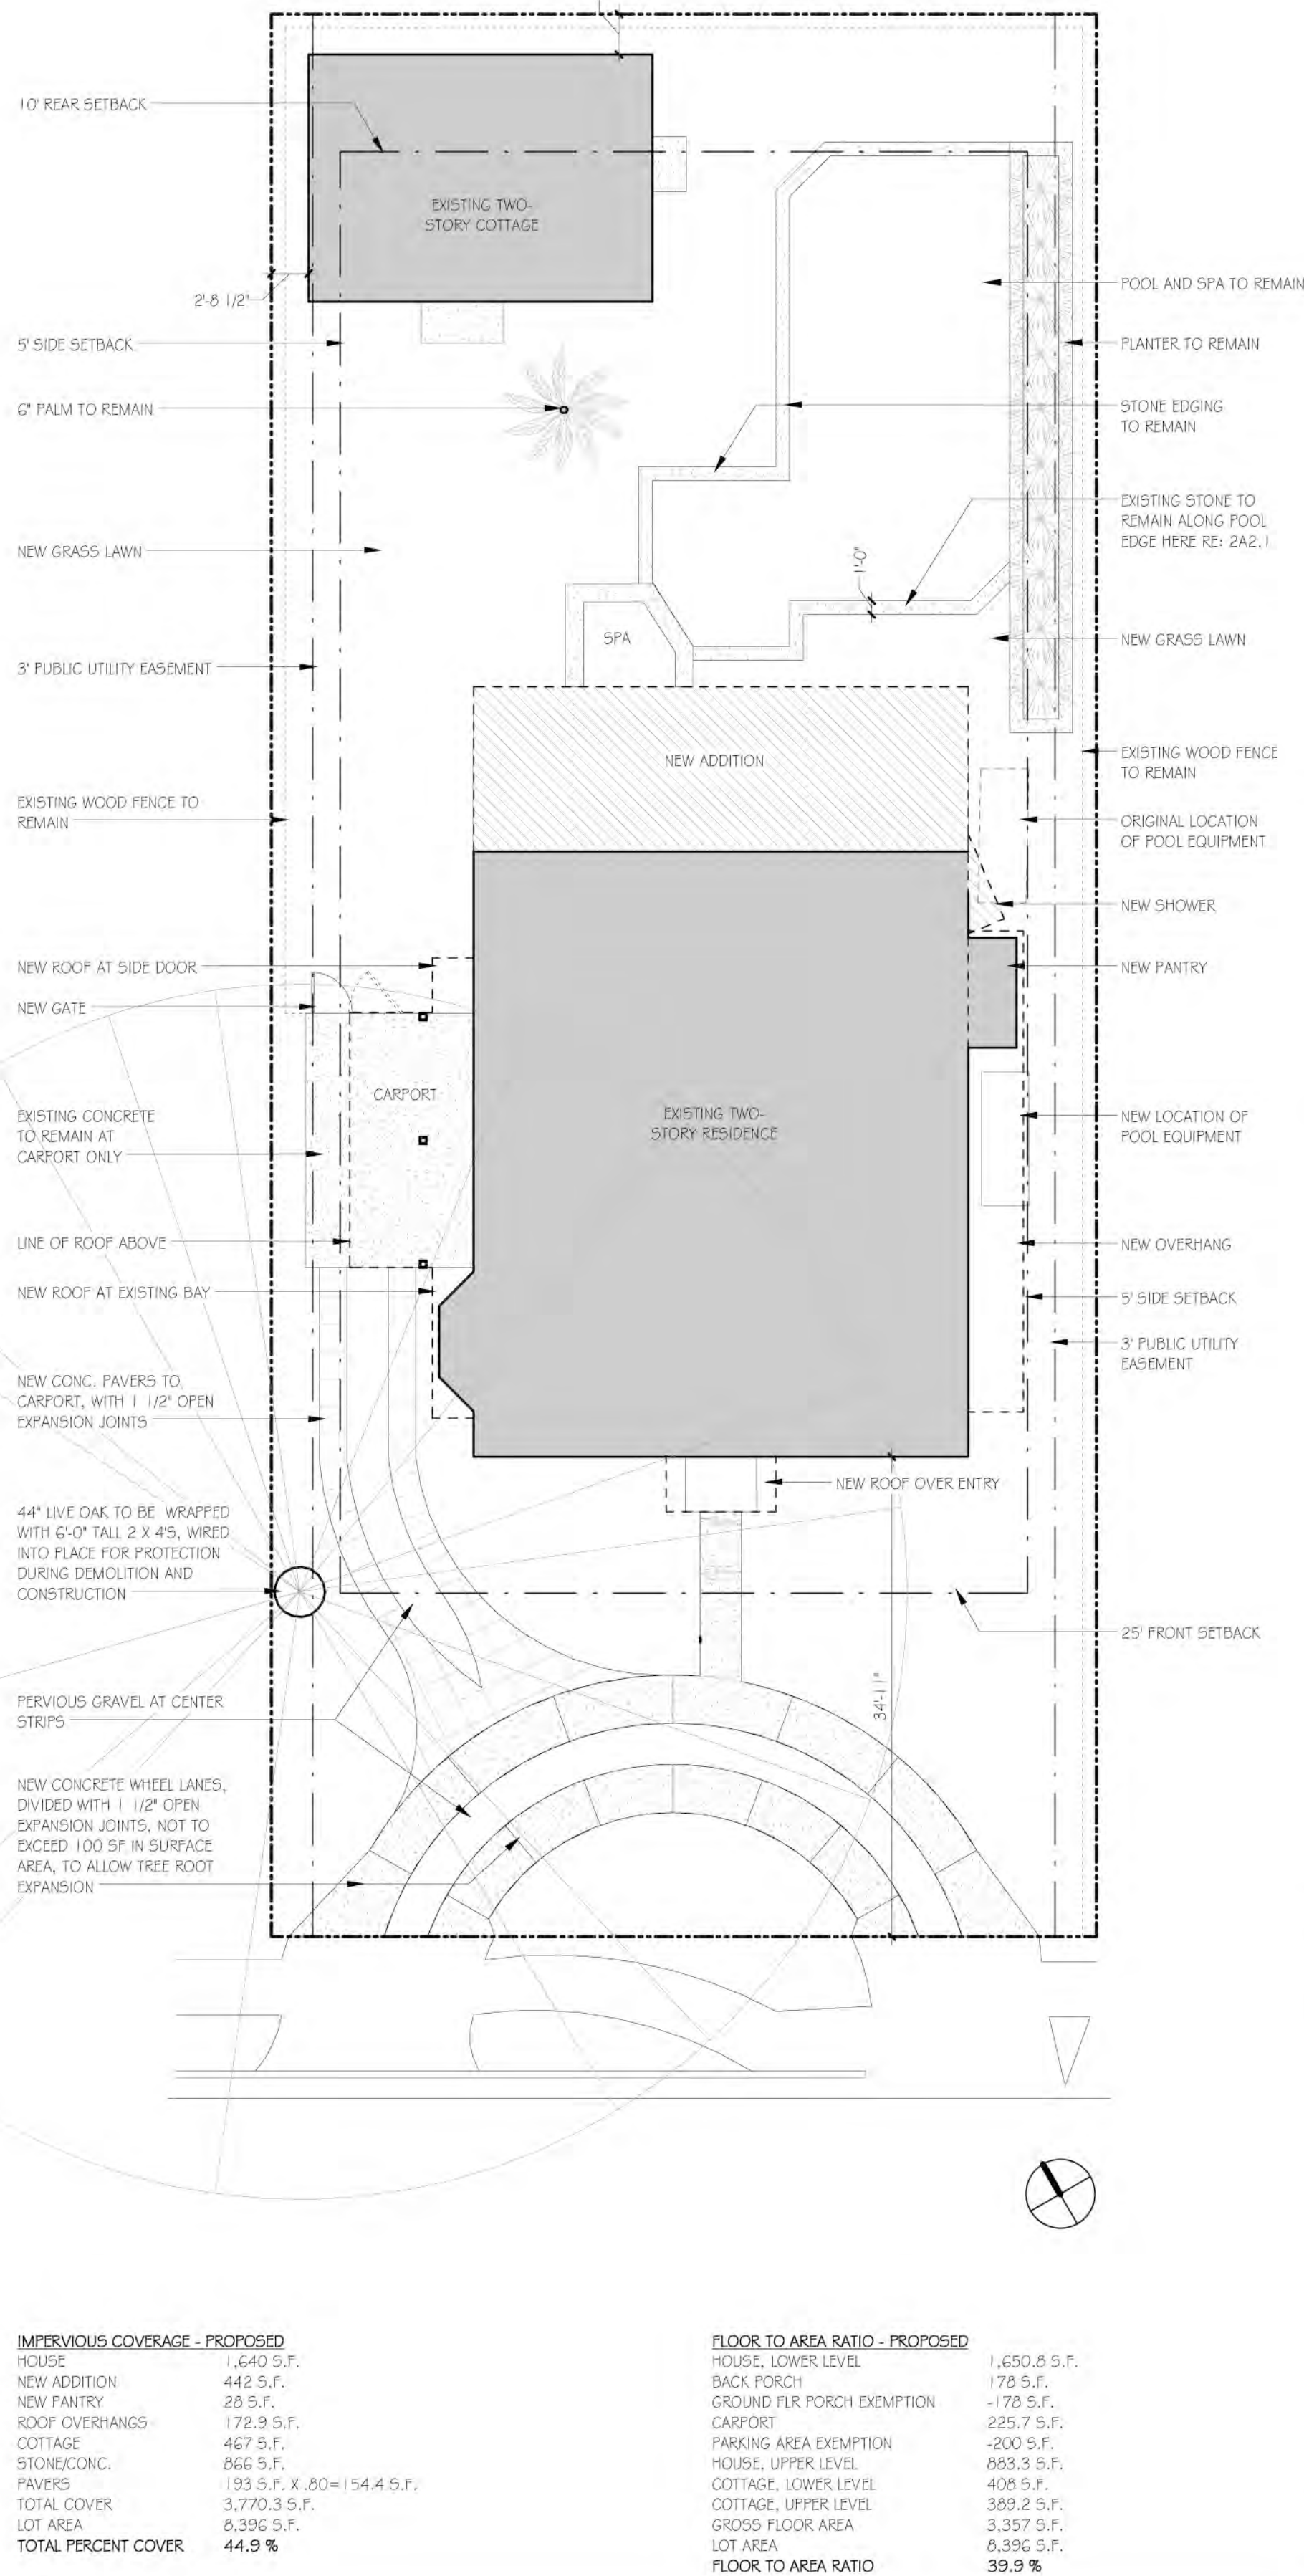 10' REAR SETBACK
EXISTING TWO-
STORY COTTAGE
2'-8 1/2"
5' SIDE SETBACK
6" PALM TO REMAIN
NEW GRASS LAWN
3' PUBLIC UTILITY EASEMENT
EXISTING WOOD FENCE TO
REMAIN
NEW ROOF AT SIDE DOOR
NEW GATE
EXISTING CONCRETE
TO REMAIN AT
CARPORT ONLY
LINE OF ROOF ABOVE
NEW ROOF AT EXISTING BAY
NEW CONC. PAVERS TO
CARPORT, WITH 1 1/2" OPEN
EXPANSION JOINTS
44" LIVE OAK TO BE WRAPPED
WITH 6'-0" TALL 2 X 4'S, WIRED
INTO PLACE FOR PROTECTION
DURING DEMOLITION AND
CONSTRUCTION
PERVIOUS GRAVEL AT CENTER
STRIPS
NEW CONCRETE WHEEL LANES,
DIVIDED WITH 1 1/2" OPEN
EXPANSION JOINTS, NOT TO
EXCEED 100 SF IN SURFACE
AREA, TO ALLOW TREE ROOT
EXPANSION
SPA
1'-0"
NEW ADDITION
CARPORT
EXISTING TWO-
STORY RESIDENCE
NEW ROOF OVER ENTRY
34'-11"
POOL AND SPA TO REMAIN
PLANTER TO REMAIN
STONE EDGING
TO REMAIN
EXISTING STONE TO
REMAIN ALONG POOL
EDGE HERE RE: 2A2.1
NEW GRASS LAWN
EXISTING WOOD FENCE
TO REMAIN
ORIGINAL LOCATION
OF POOL EQUIPMENT
NEW SHOWER
NEW PANTRY
NEW LOCATION OF
POOL EQUIPMENT
NEW OVERHANG
5' SIDE SETBACK
3' PUBLIC UTILITY
EASEMENT
25' FRONT SETBACK
IMPERVIOUS COVERAGE - PROPOSED
HOUSE 1,640 S.F.
NEW ADDITION 442 S.F.
NEW PANTRY 28 S.F.
ROOF OVERHANGS 172.9 S.F.
COTTAGE 467 S.F.
STONE/CONC. 866 S.F.
PAVERS 193 S.F. X .80=154.4 S.F.
TOTAL COVER 3,770.3 S.F.
LOT AREA 8,396 S.F.
TOTAL PERCENT COVER 44.9 %
FLOOR TO AREA RATIO - PROPOSED
HOUSE, LOWER LEVEL 1,650.8 S.F.
BACK PORCH 178 S.F.
GROUND FLR PORCH EXEMPTION -178 S.F.
CARPORT 225.7 S.F.
PARKING AREA EXEMPTION -200 S.F.
HOUSE, UPPER LEVEL 883.3 S.F.
COTTAGE, LOWER LEVEL 408 S.F.
COTTAGE, UPPER LEVEL 389.2 S.F.
GROSS FLOOR AREA 3,357 S.F.
LOT AREA 8,396 S.F.
FLOOR TO AREA RATIO 39.9 %